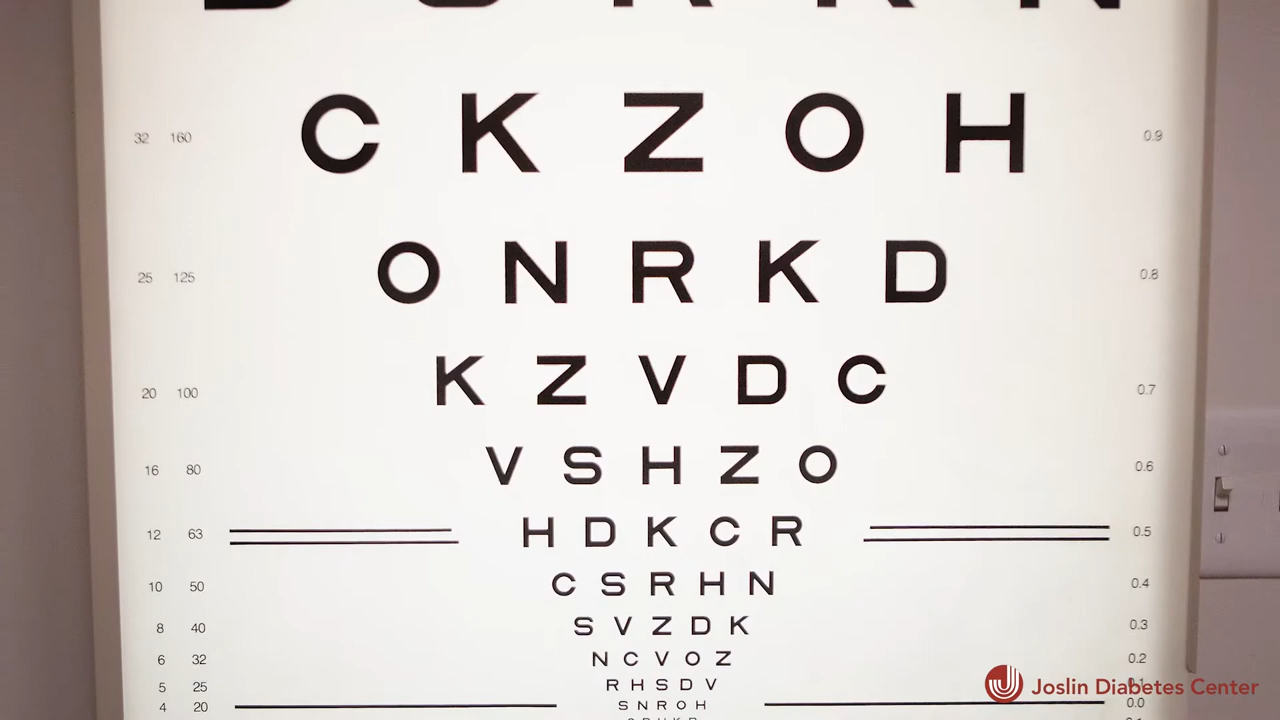 32 160 C K Z O H 0.9
25 125 O N R K D 0.8
20 100 K Z V D C 0.7
16 80 V S H Z O 0.6
12 63 H D K C R 0.5
10 50 C S R H N 0.4
8 40 S V Z D K 0.3
6 32 N C V O Z 0.2
5 25 R H S D V
4 20 S N R O H 0.0
Joslin Diabetes Center